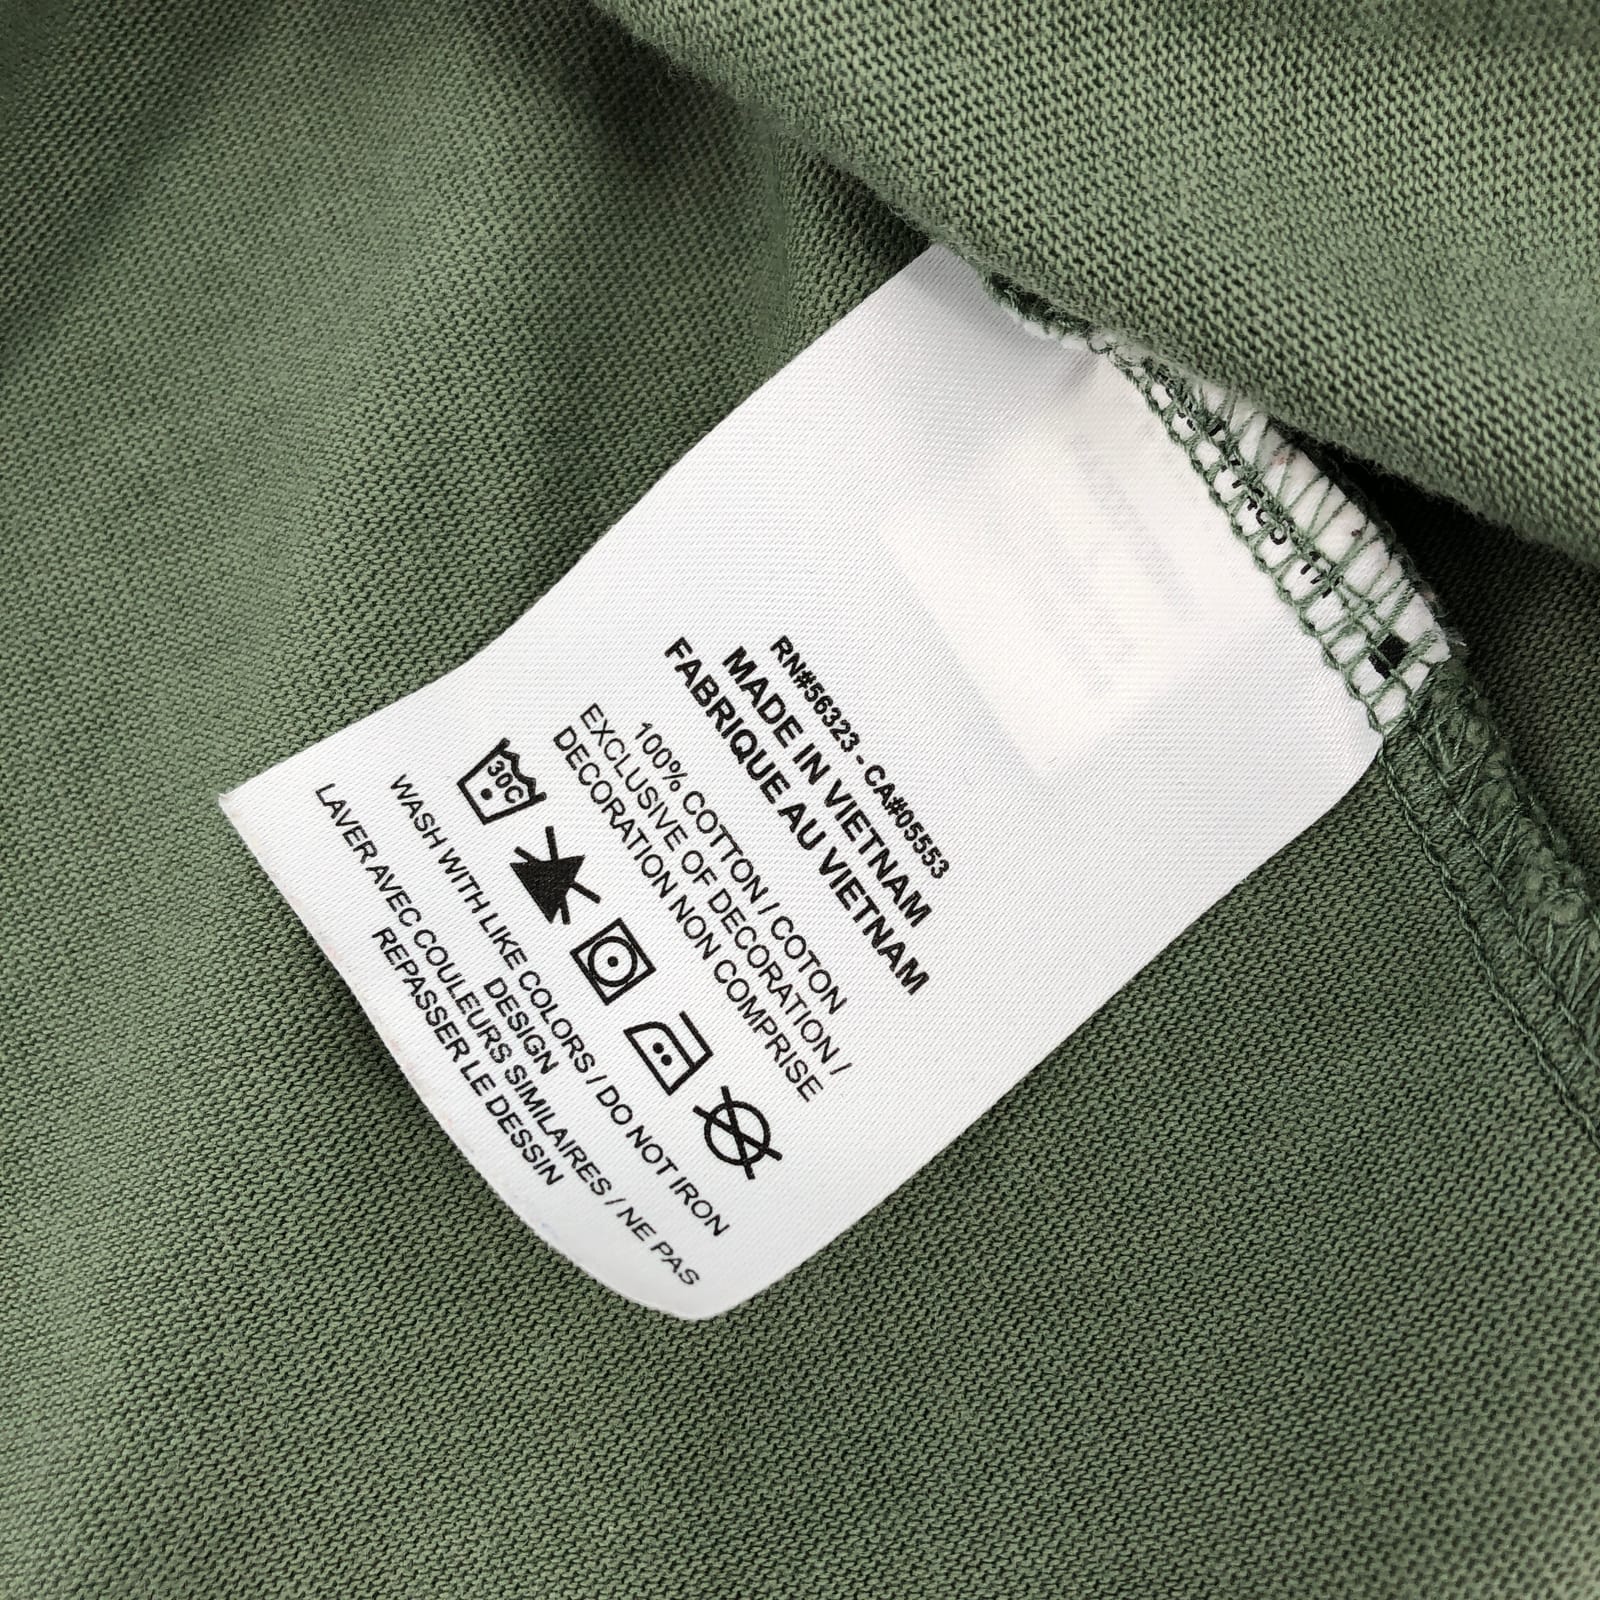 RN#56323 - CA#05553
MADE IN VIETNAM
FABRIQUE AU VIETNAM
100% COTTON / COTON
EXCLUSIVE OF DECORATION /
DECORATION NON COMPRISE
30C
WASH WITH LIKE COLORS / DO NOT IRON
DESIGN
LAVER AVEC COULEURS SIMILAIRES / NE PAS
REPASSER LE DESSIN